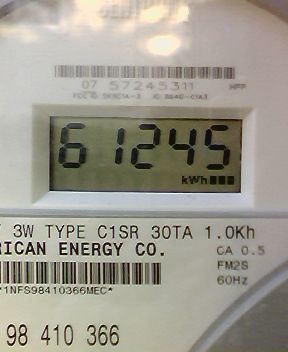 07 57245311
61245
kWh
3W TYPE C1SR 30TA 1.0Kh
RICAN ENERGY CO.
CA 0.5
FM2S
60Hz
*1NFS98410366MEC*
98 410 366